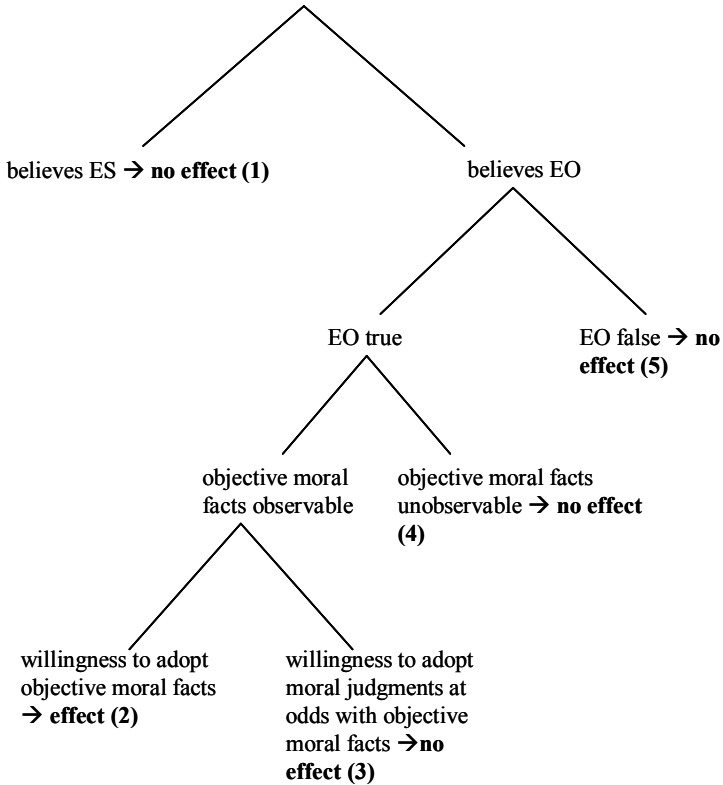 believes ES → no effect (1)
believes EO
EO true
EO false → no
effect (5)
objective moral
facts observable
objective moral facts
unobservable → no effect
(4)
willingness to adopt
objective moral facts
→ effect (2)
willingness to adopt
moral judgments at
odds with objective
moral facts →no
effect (3)